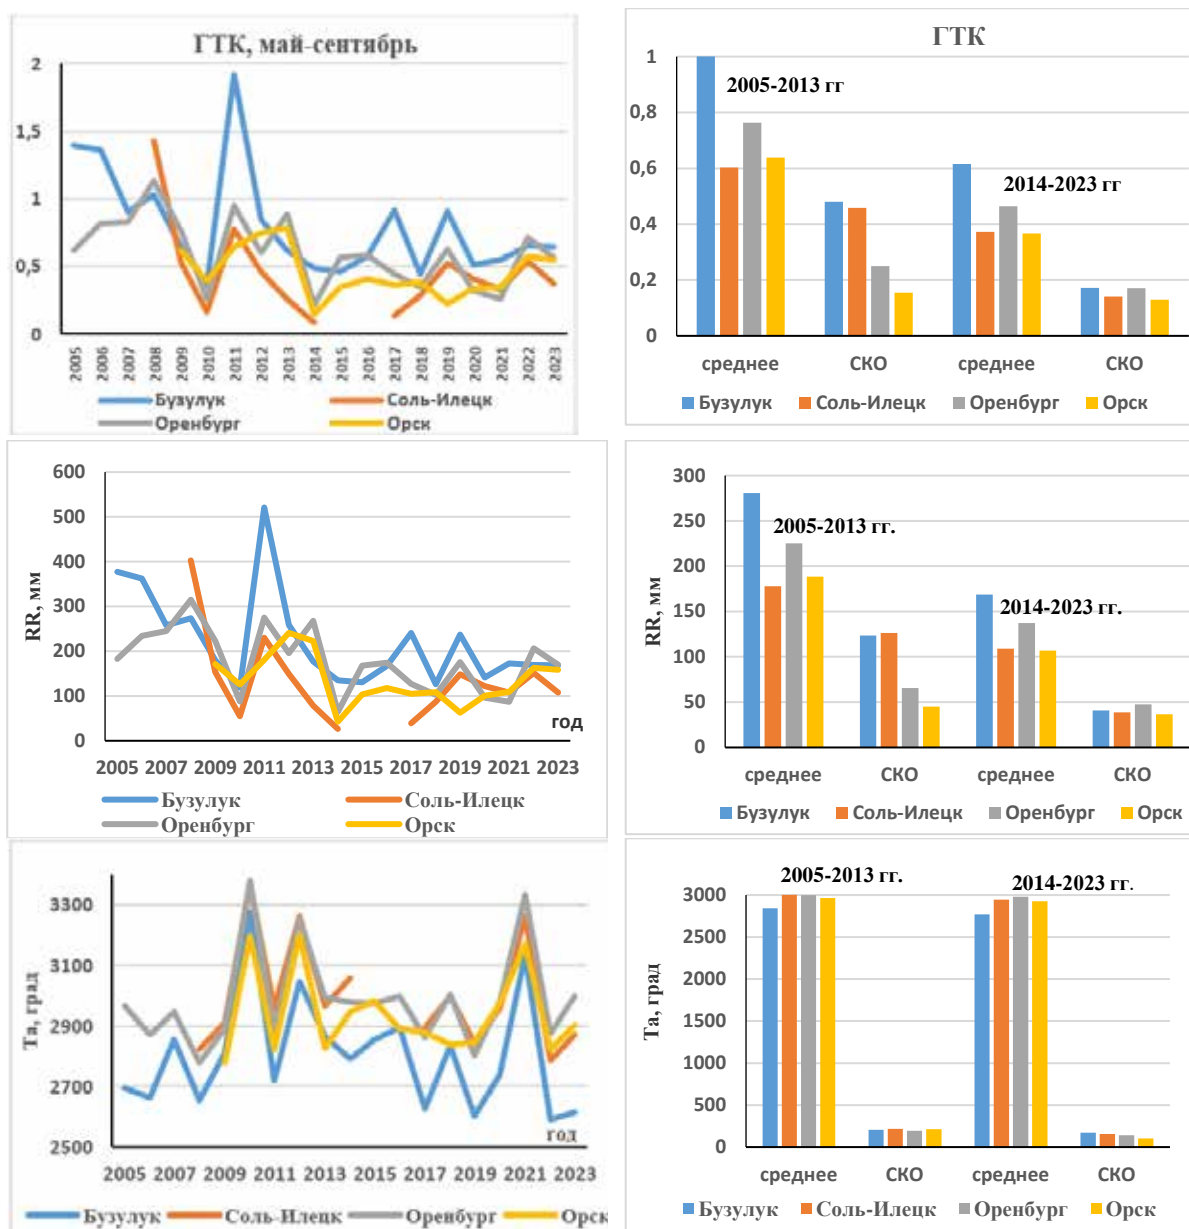 ГТК, май-сентябрь
2
1,5
1
0,5
0
2005 2006 2007 2008 2009 2010 2011 2012 2013 2014 2015 2016 2017 2018 2019 2020 2021 2022 2023
Бузулук Соль-Илецк
Оренбург Орск
ГТК
1
0,8
0,6
0,4
0,2
0
2005-2013 гг
2014-2023 гг
среднее СКО среднее СКО
Бузулук Соль-Илецк Оренбург Орск
RR, мм
600
500
400
300
200
100
0
год
2005 2007 2009 2011 2013 2015 2017 2019 2021 2023
Бузулук Соль-Илецк
Оренбург Орск
RR, мм
300
250
200
150
100
50
0
2005-2013 гг.
2014-2023 гг.
среднее СКО среднее СКО
Бузулук Соль-Илецк Оренбург Орск
Ta, град
3300
3100
2900
2700
2500
год
2005 2007 2009 2011 2013 2015 2017 2019 2021 2023
Бузулук Соль-Илецк Оренбург Орск
Ta, град
3000
2500
2000
1500
1000
500
0
2005-2013 гг.
2014-2023 гг.
среднее СКО среднее СКО
Бузулук Соль-Илецк Оренбург Орск